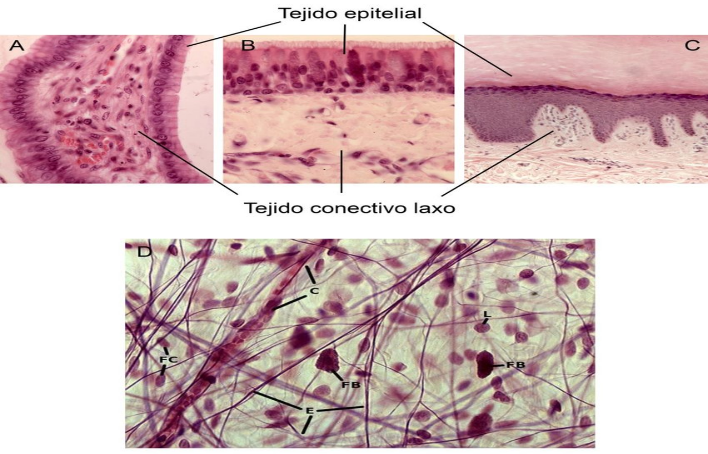 Tejido epitelial
A
B
C
Tejido conectivo laxo
D
C
L
FC
FB
FB
E